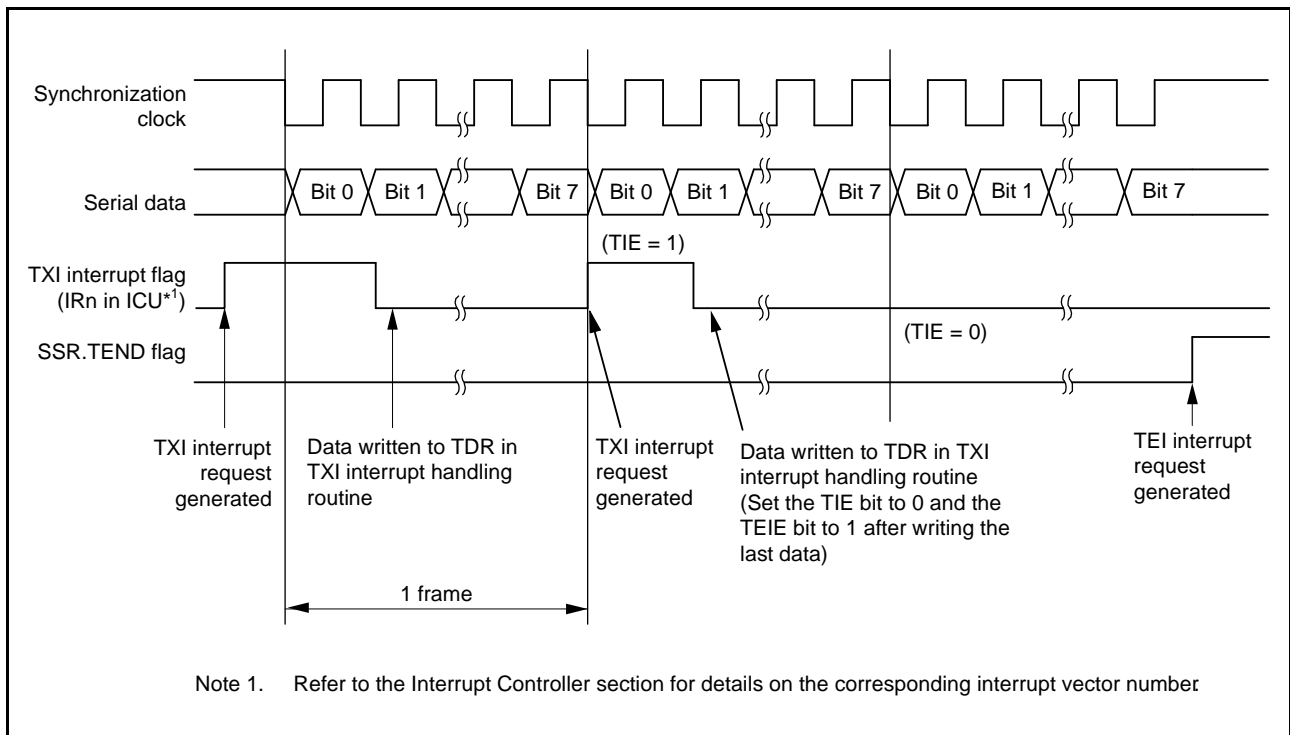 Synchronization
clock
Serial data
Bit 0 Bit 1 Bit 7 Bit 0 Bit 1 Bit 7 Bit 0 Bit 1 Bit 7
(TIE = 1)
TXI interrupt flag
(IRn in ICU*1)
(TIE = 0)
SSR.TEND flag
TXI interrupt
request
generated
Data written to TDR in
TXI interrupt handling
routine
TXI interrupt
request
generated
Data written to TDR in TXI
interrupt handling routine
(Set the TIE bit to 0 and the
TEIE bit to 1 after writing the
last data)
TEI interrupt
request
generated
1 frame
Note 1. Refer to the Interrupt Controller section for details on the corresponding interrupt vector number.